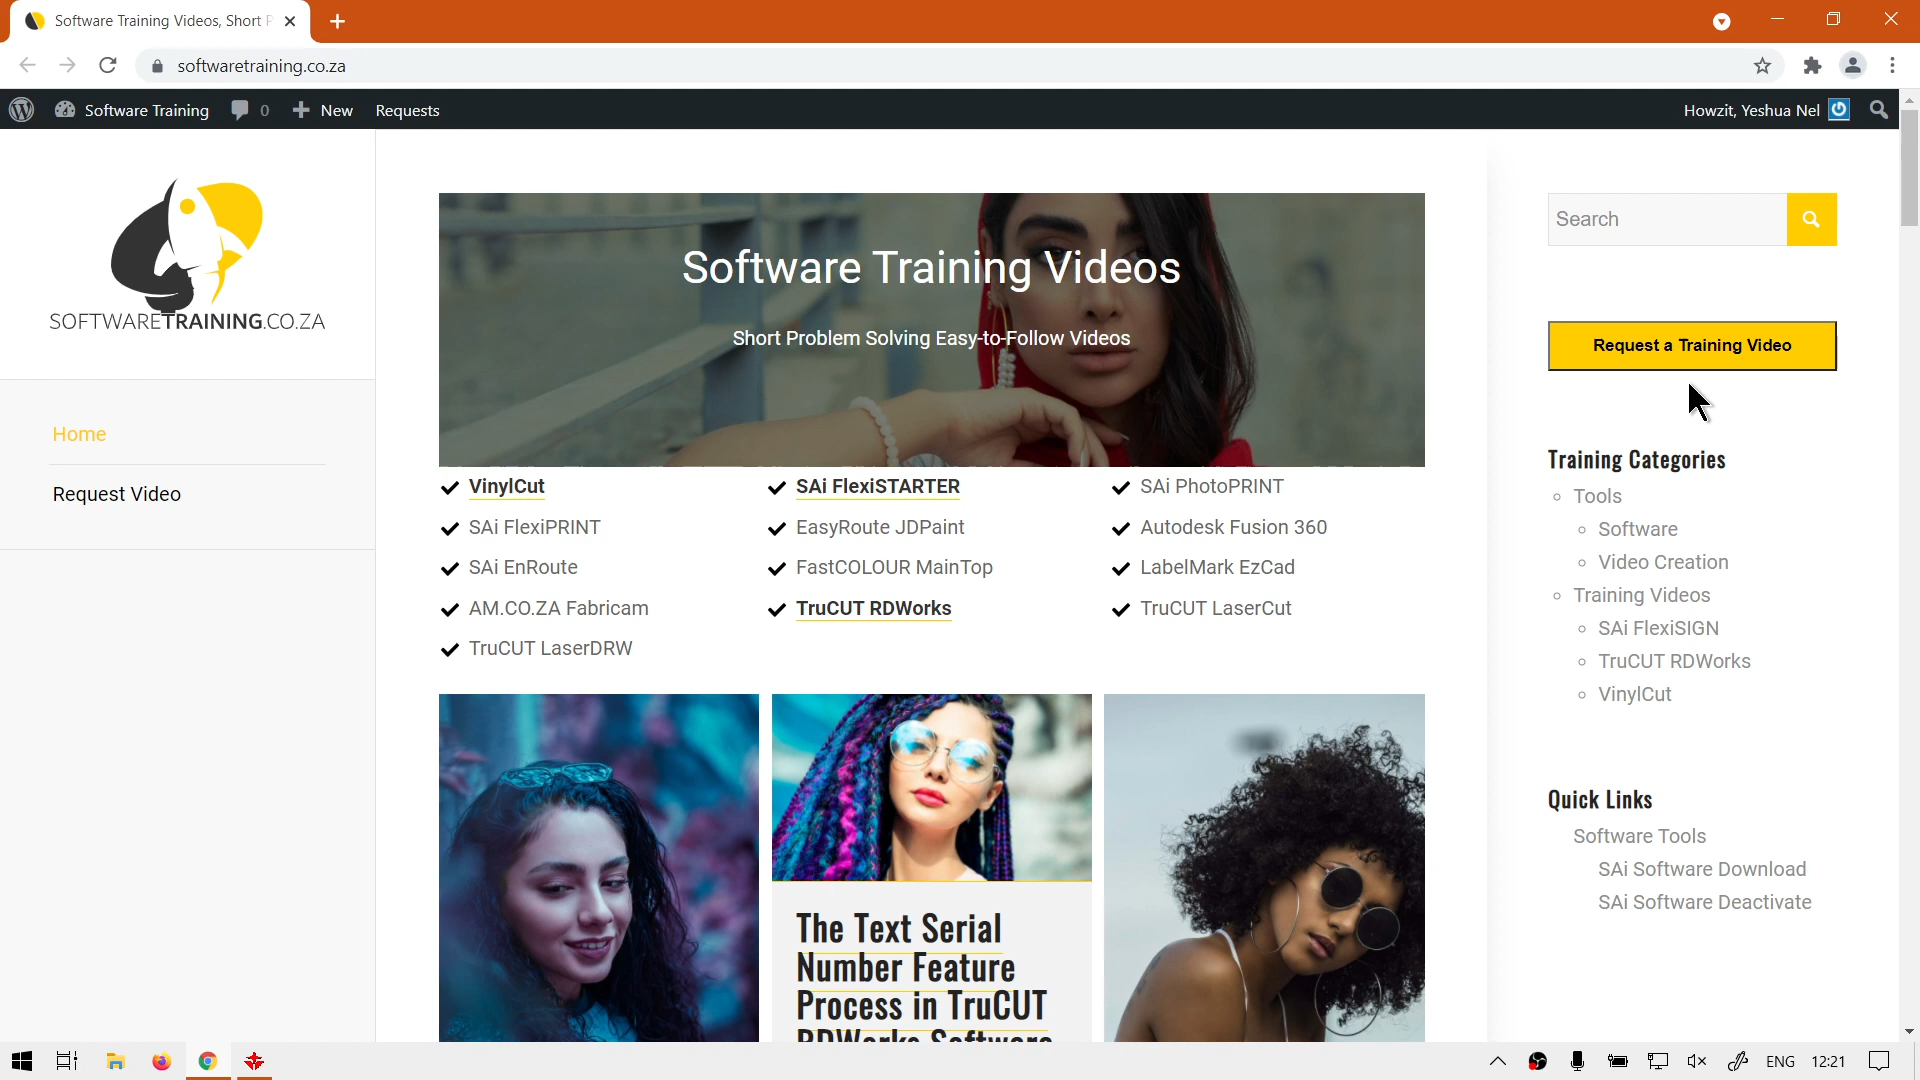 Software Training Videos, Short P
softwaretraining.co.za
Software Training
0
New
Requests
Howzit, Yeshua Nel
SOFTWARETRAINING.CO.ZA
Home
Request Video
Software Training Videos
Short Problem Solving Easy-to-Follow Videos
VinylCut
SAi FlexiSTARTER
SAi PhotoPRINT
SAi FlexiPRINT
EasyRoute JDPaint
Autodesk Fusion 360
SAi EnRoute
FastCOLOUR MainTop
LabelMark EzCad
AM.CO.ZA Fabricam
TruCUT RDWorks
TruCUT LaserCut
TruCUT LaserDRW
The Text Serial
Number Feature
Process in TruCUT
RDWorks Software
Search
Request a Training Video
Training Categories
Tools
Software
Video Creation
Training Videos
SAi FlexiSIGN
TruCUT RDWorks
VinylCut
Quick Links
Software Tools
SAi Software Download
SAi Software Deactivate
ENG
12:21